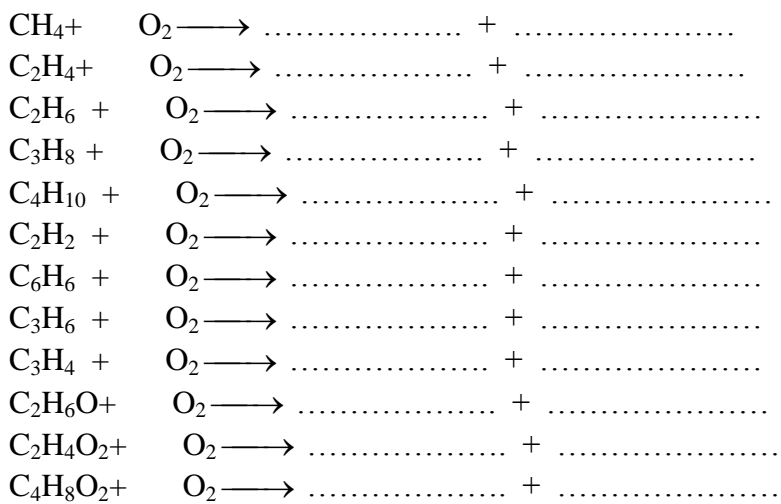 CH₄+ O₂⟶ ……………….. + ………………….
C₂H₄+ O₂⟶ ……………….. + ………………….
C₂H₆ + O₂⟶ ……………….. + ………………….
C₃H₈ + O₂⟶ ……………….. + ………………….
C₄H₁₀ + O₂⟶ ……………….. + ………………….
C₂H₂ + O₂⟶ ……………….. + ………………….
C₆H₆ + O₂⟶ ……………….. + ………………….
C₃H₆ + O₂⟶ ……………….. + ………………….
C₃H₄ + O₂⟶ ……………….. + ………………….
C₂H₆O+ O₂⟶ ……………….. + ………………….
C₂H₄O₂+ O₂⟶ ……………….. + ………………….
C₄H₈O₂+ O₂⟶ ……………….. + ………………….